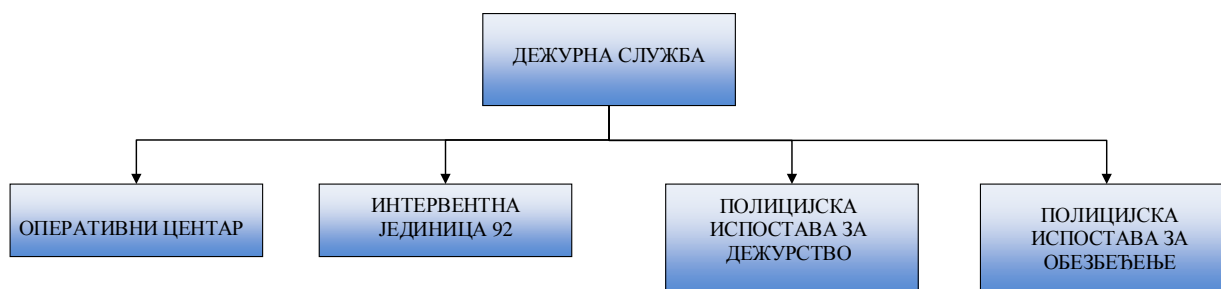 ДЕЖУРНА СЛУЖБА
ОПЕРАТИВНИ ЦЕНТАР
ИНТЕРВЕНТНА
ЈЕДИНИЦА 92
ПОЛИЦИЈСКА
ИСПОСТАВА ЗА
ДЕЖУРСТВО
ПОЛИЦИЈСКА
ИСПОСТАВА ЗА
ОБЕЗБЕЂЕЊЕ